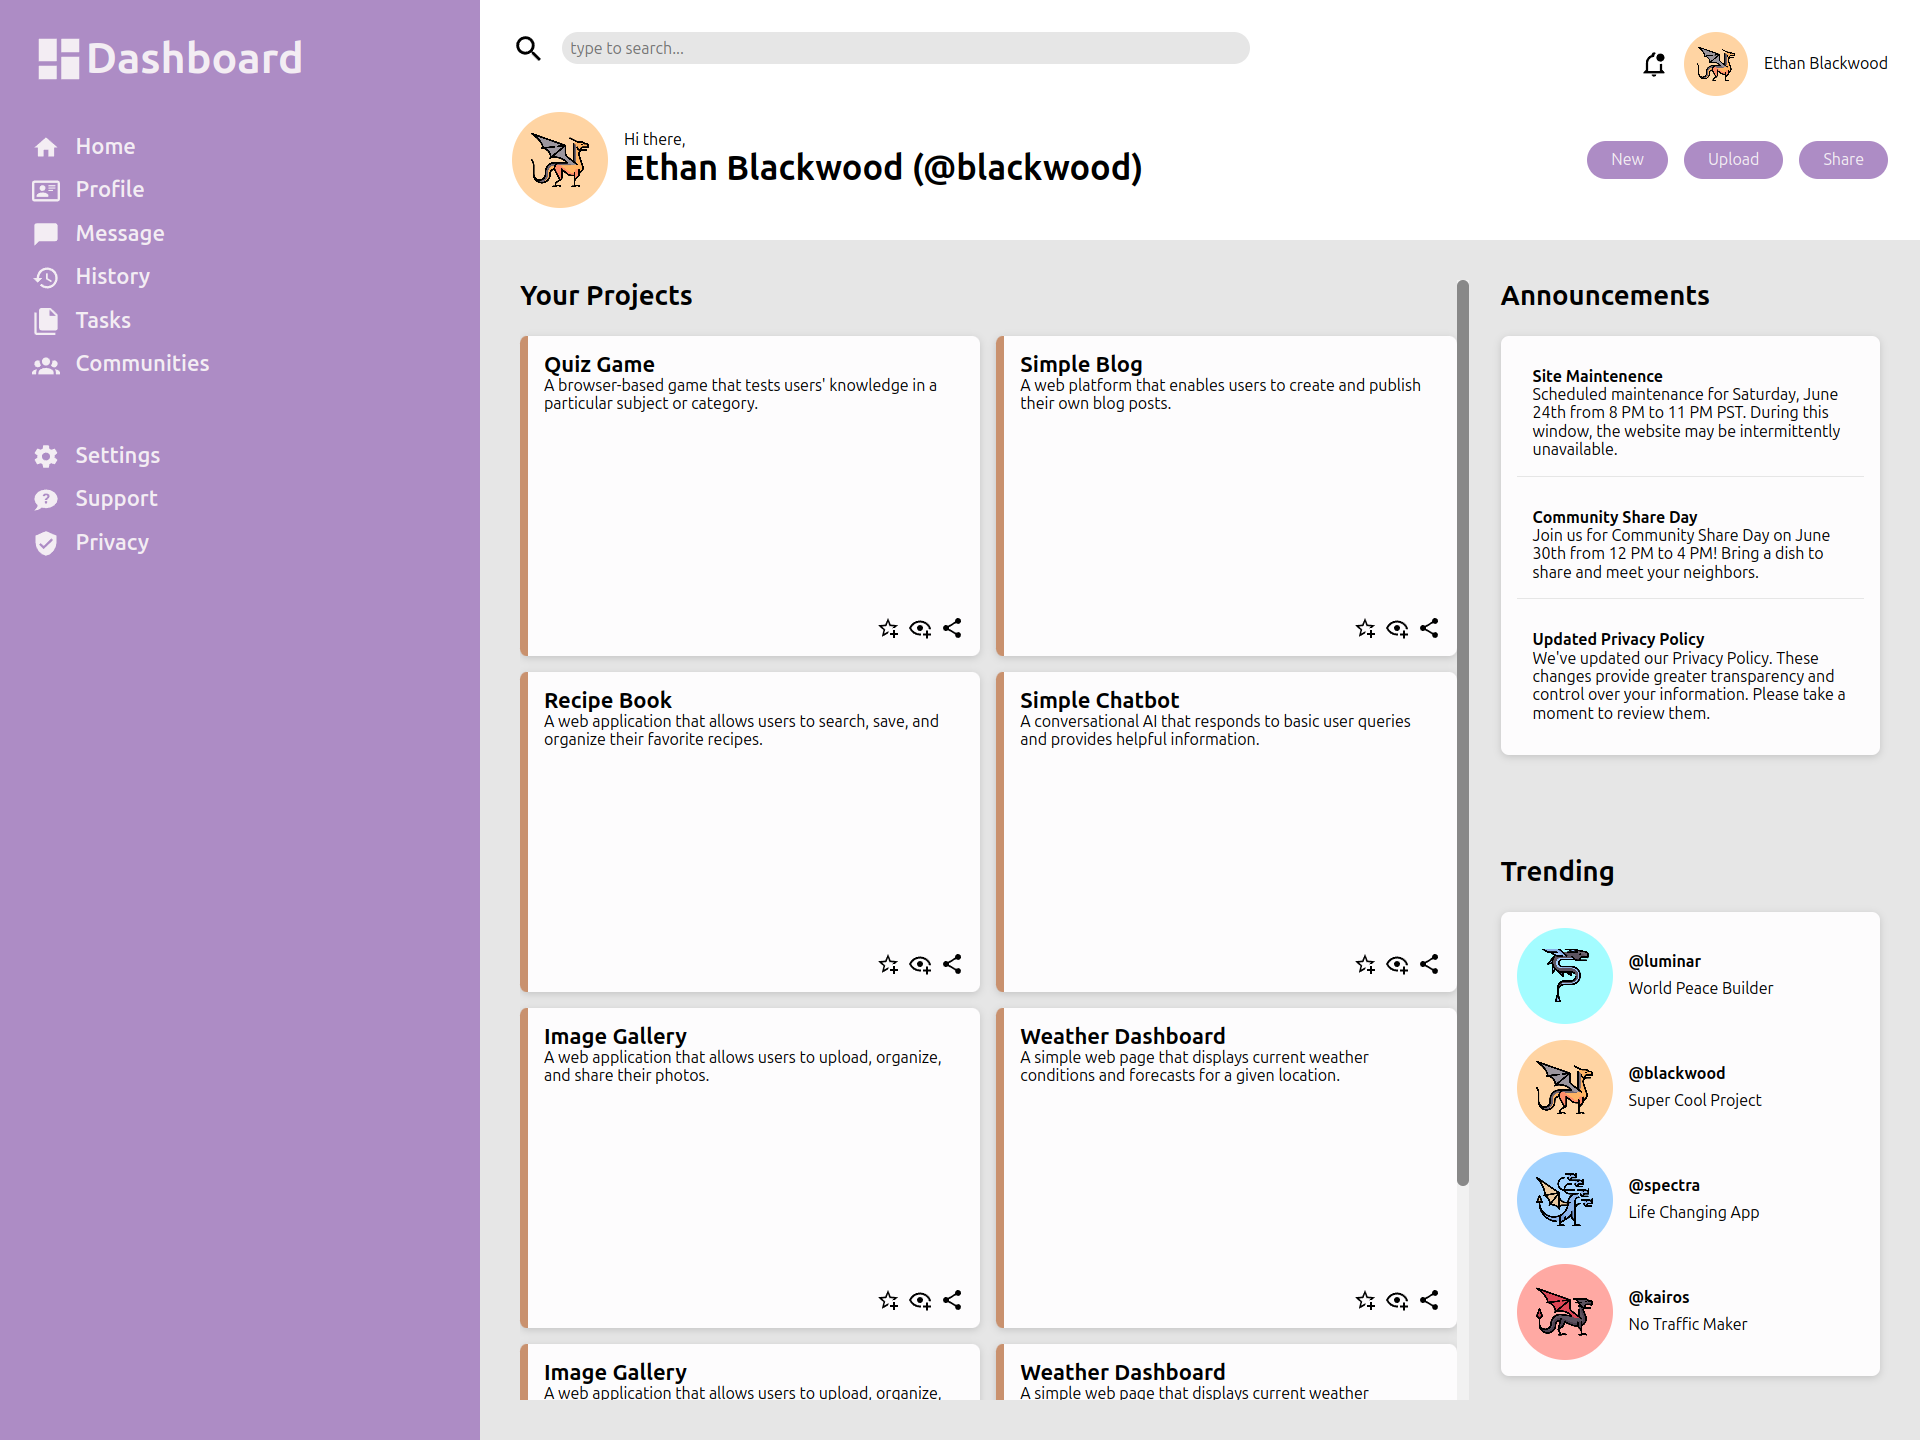 Dashboard
Home
Profile
Message
History
Tasks
Communities
Settings
Support
Privacy
type to search...
Ethan Blackwood
Hi there,
Ethan Blackwood (@blackwood)
New
Upload
Share
Your Projects
Quiz Game
A browser-based game that tests users' knowledge in a
particular subject or category.
Simple Blog
A web platform that enables users to create and publish
their own blog posts.
Recipe Book
A web application that allows users to search, save, and
organize their favorite recipes.
Simple Chatbot
A conversational AI that responds to basic user queries
and provides helpful information.
Image Gallery
A web application that allows users to upload, organize,
and share their photos.
Weather Dashboard
A simple web page that displays current weather
conditions and forecasts for a given location.
Image Gallery
A web application that allows users to upload, organize,
Weather Dashboard
A simple web page that displays current weather
Announcements
Site Maintenence
Scheduled maintenance for Saturday, June
24th from 8 PM to 11 PM PST. During this
window, the website may be intermittently
unavailable.
Community Share Day
Join us for Community Share Day on June
30th from 12 PM to 4 PM! Bring a dish to
share and meet your neighbors.
Updated Privacy Policy
We've updated our Privacy Policy. These
changes provide greater transparency and
control over your information. Please take a
moment to review them.
Trending
@luminar
World Peace Builder
@blackwood
Super Cool Project
@spectra
Life Changing App
@kairos
No Traffic Maker